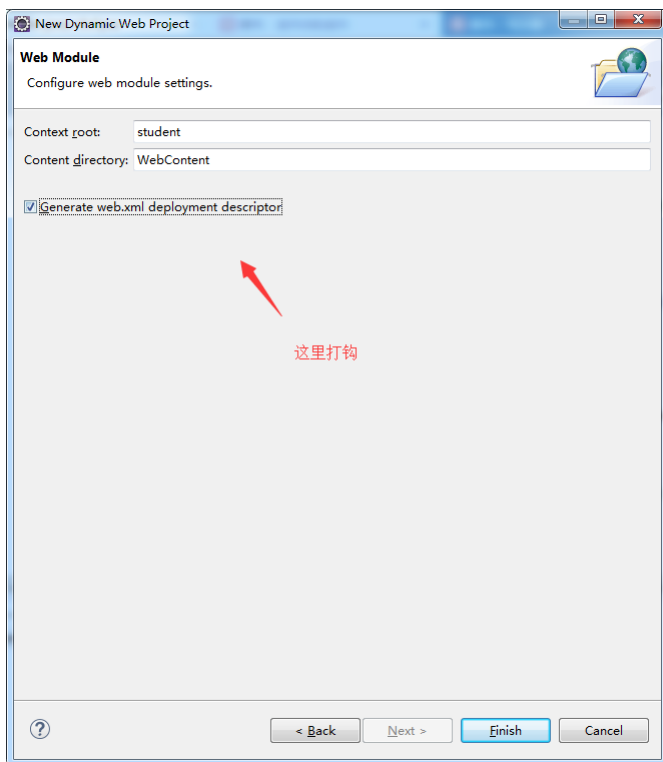 New Dynamic Web Project
Web Module
Configure web module settings.
Context root: student
Content directory: WebContent
Generate web.xml deployment descriptor
这里打钩
? < Back Next > Finish Cancel